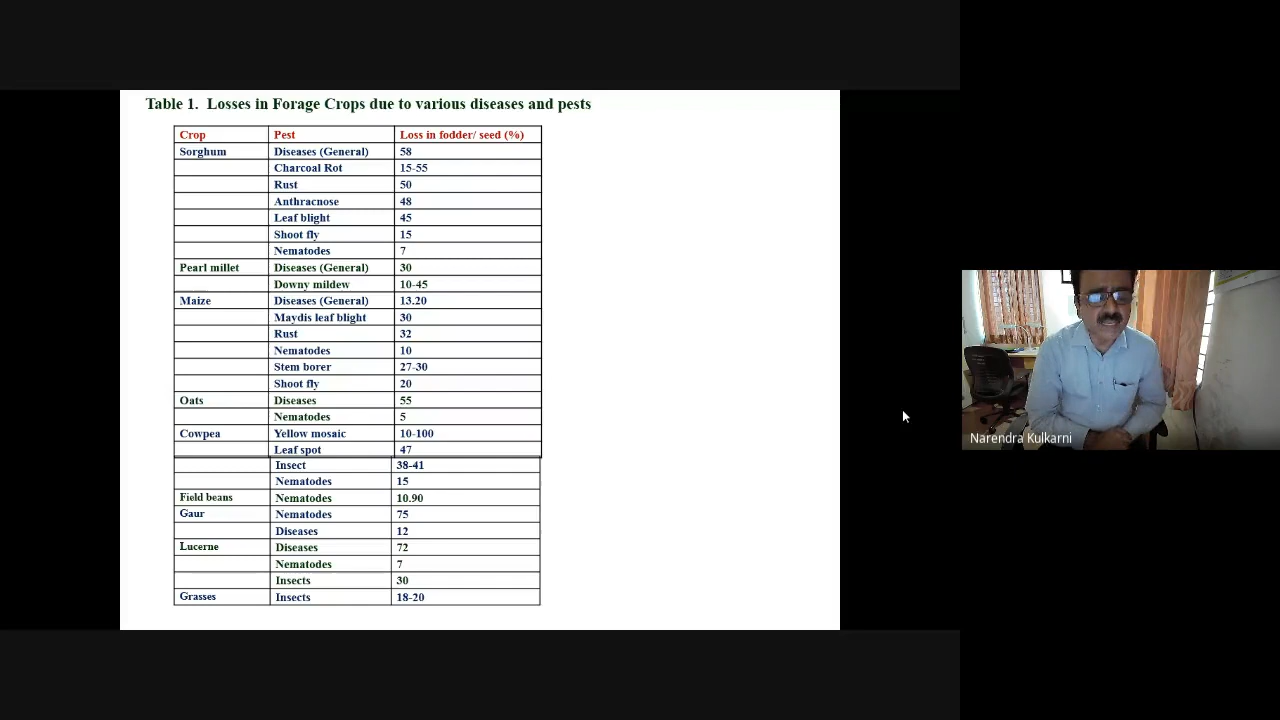 Table 1. Losses in Forage Crops due to various diseases and pests
Crop Pest Loss in fodder/ seed (%)
Sorghum Diseases (General) 58
Charcoal Rot 15-55
Rust 50
Anthracnose 48
Leaf blight 45
Shoot fly 15
Nematodes 7
Pearl millet Diseases (General) 30
Downy mildew 10-45
Maize Diseases (General) 13.20
Maydis leaf blight 30
Rust 32
Nematodes 10
Stem borer 27-30
Shoot fly 20
Oats Diseases 55
Nematodes 5
Cowpea Yellow mosaic 10-100
Leaf spot 47
Insect 38-41
Nematodes 15
Field beans Nematodes 10.90
Gaur Nematodes 75
Diseases 12
Lucerne Diseases 72
Nematodes 7
Insects 30
Grasses Insects 18-20
Narendra Kulkarni